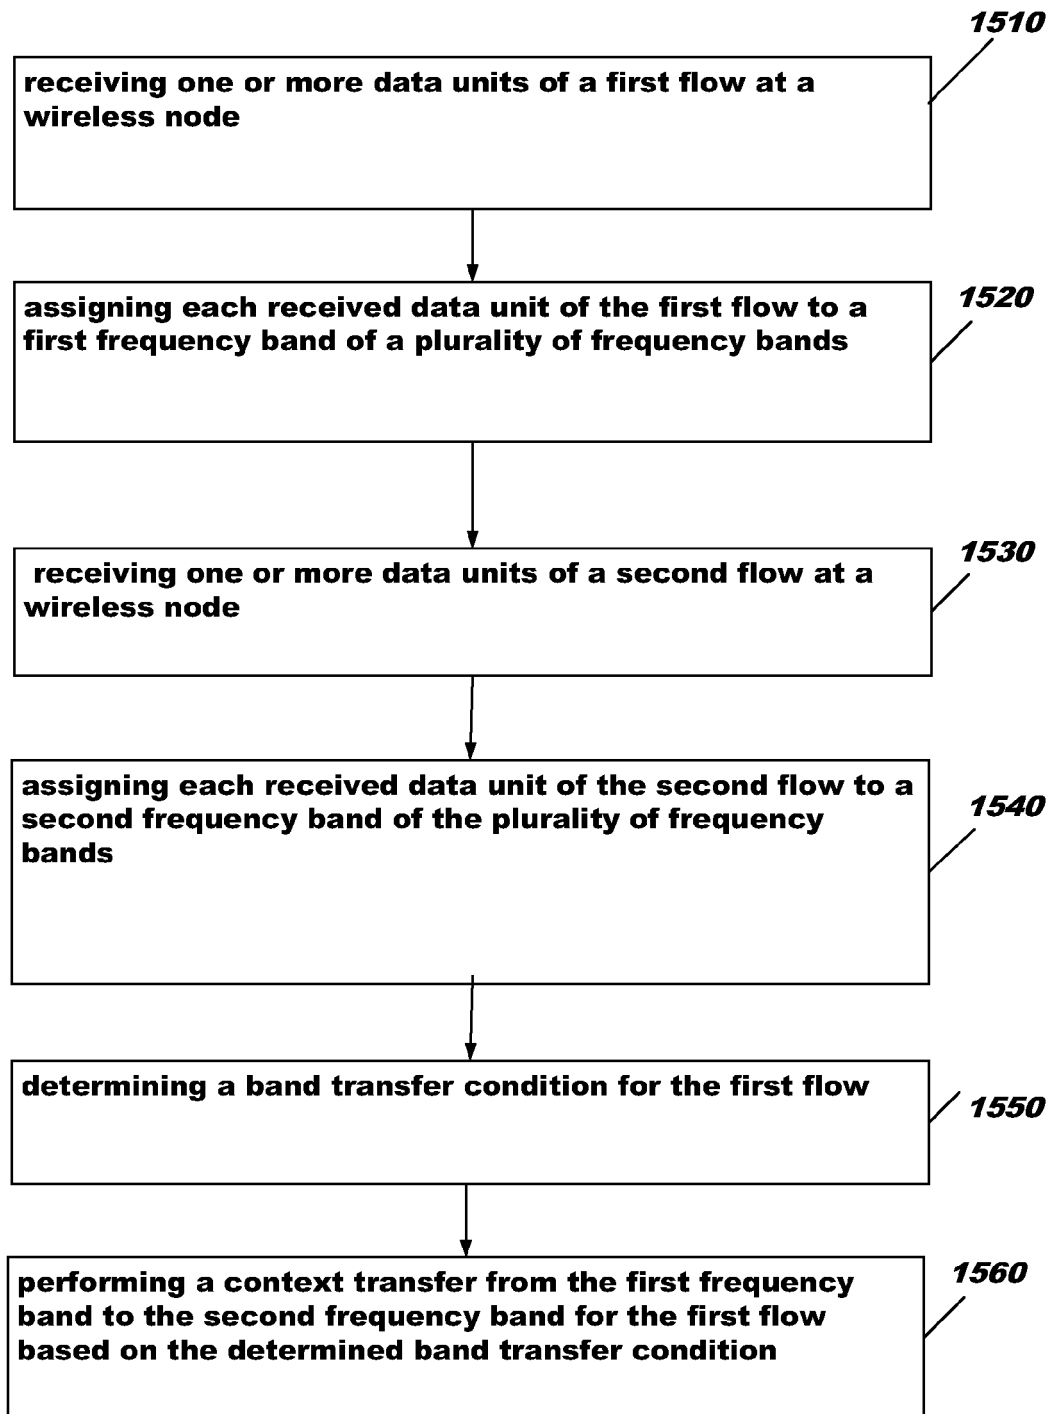 1510
receiving one or more data units of a first flow at a
wireless node
1520
assigning each received data unit of the first flow to a
first frequency band of a plurality of frequency bands
1530
receiving one or more data units of a second flow at a
wireless node
1540
assigning each received data unit of the second flow to a
second frequency band of the plurality of frequency
bands
determining a band transfer condition for the first flow
1550
1560
performing a context transfer from the first frequency
band to the second frequency band for the first flow
based on the determined band transfer condition